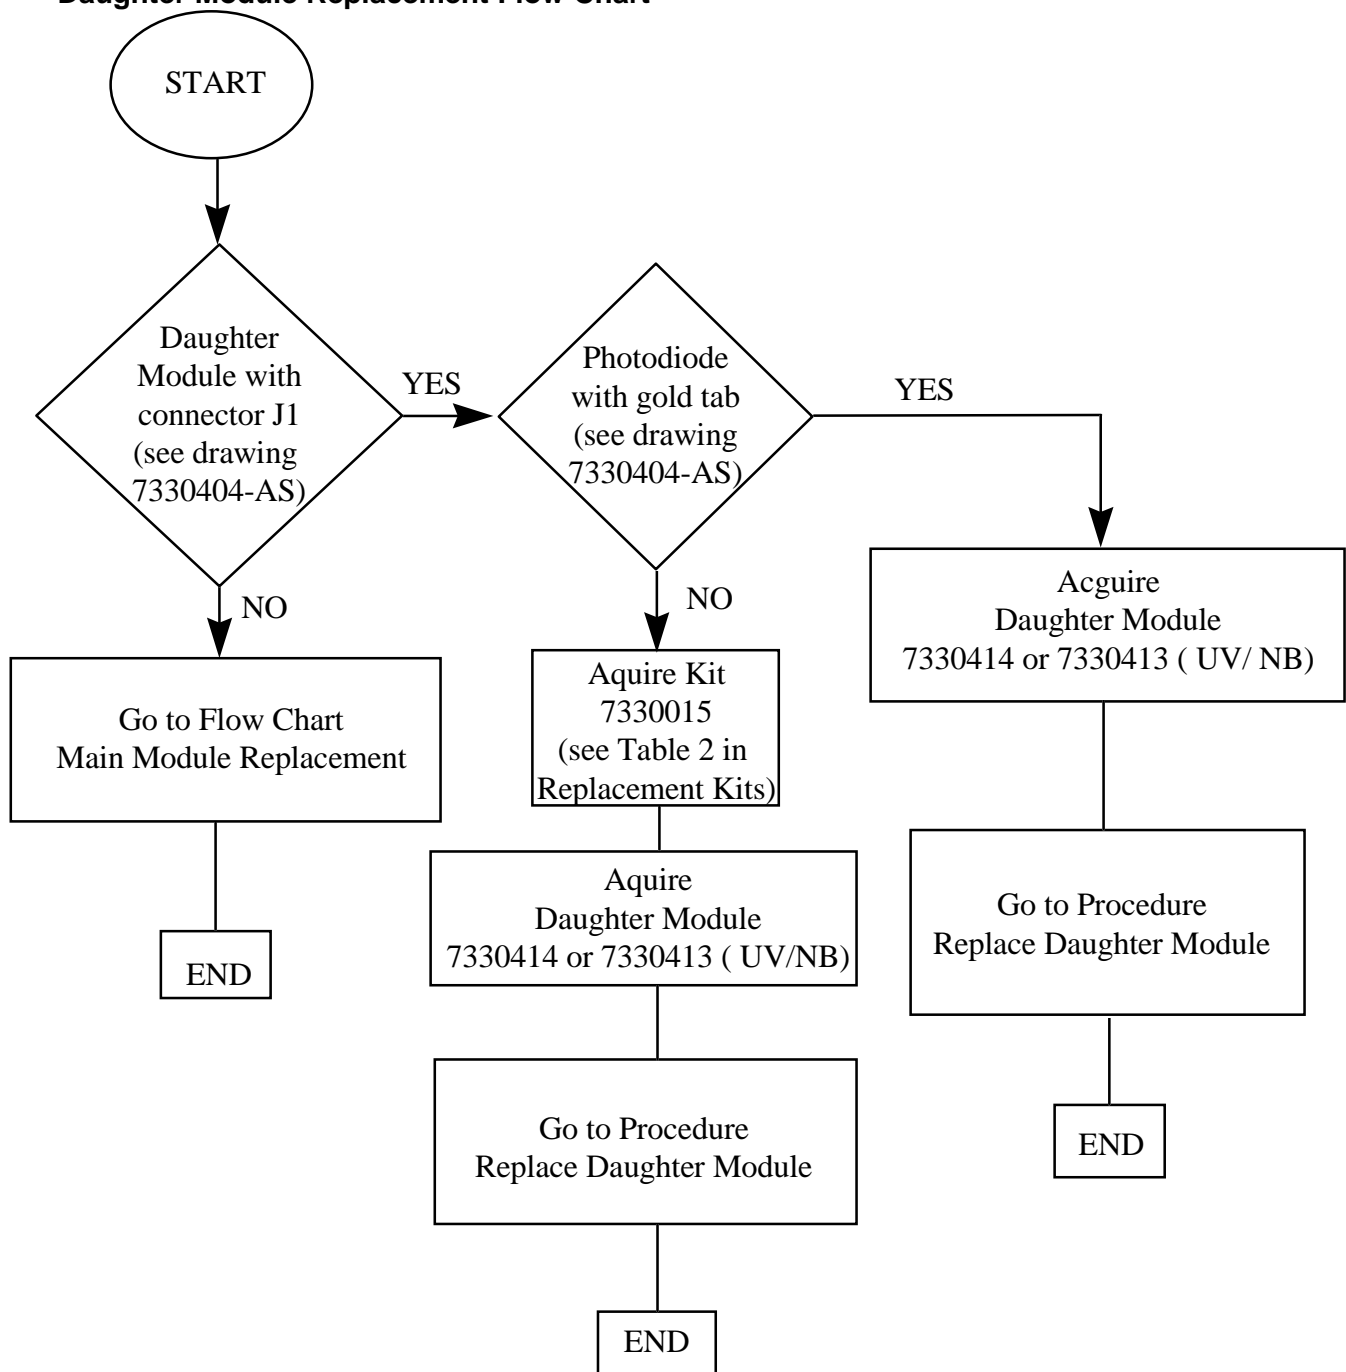 Daughter Module Replacement Flow Chart
START
Daughter
Module with
connector J1
(see drawing
7330404-AS)
YES
NO
Photodiode
with gold tab
(see drawing
7330404-AS)
YES
NO
Go to Flow Chart
Main Module Replacement
END
Aquire Kit
7330015
(see Table 2 in
Replacement Kits)
Aquire
Daughter Module
7330414 or 7330413 ( UV/NB)
Go to Procedure
Replace Daughter Module
END
Acguire
Daughter Module
7330414 or 7330413 ( UV/ NB)
Go to Procedure
Replace Daughter Module
END